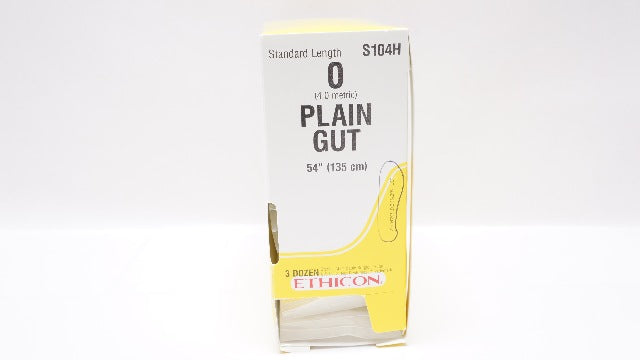 Standard Length S104H
0
(4.0 metric)
PLAIN
GUT
54" (135 cm)
3 DOZEN
ETHICON